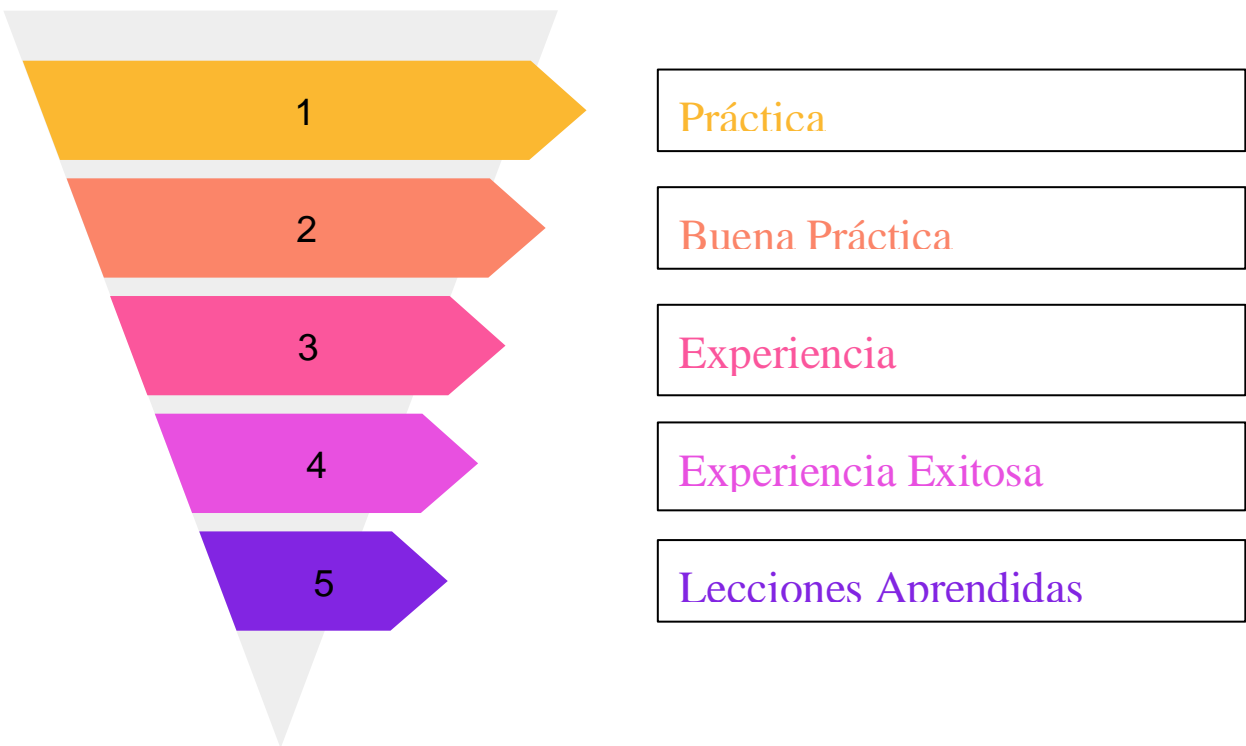 1
Práctica
2
Buena Práctica
3
Experiencia
4
Experiencia Exitosa
5
Lecciones Aprendidas